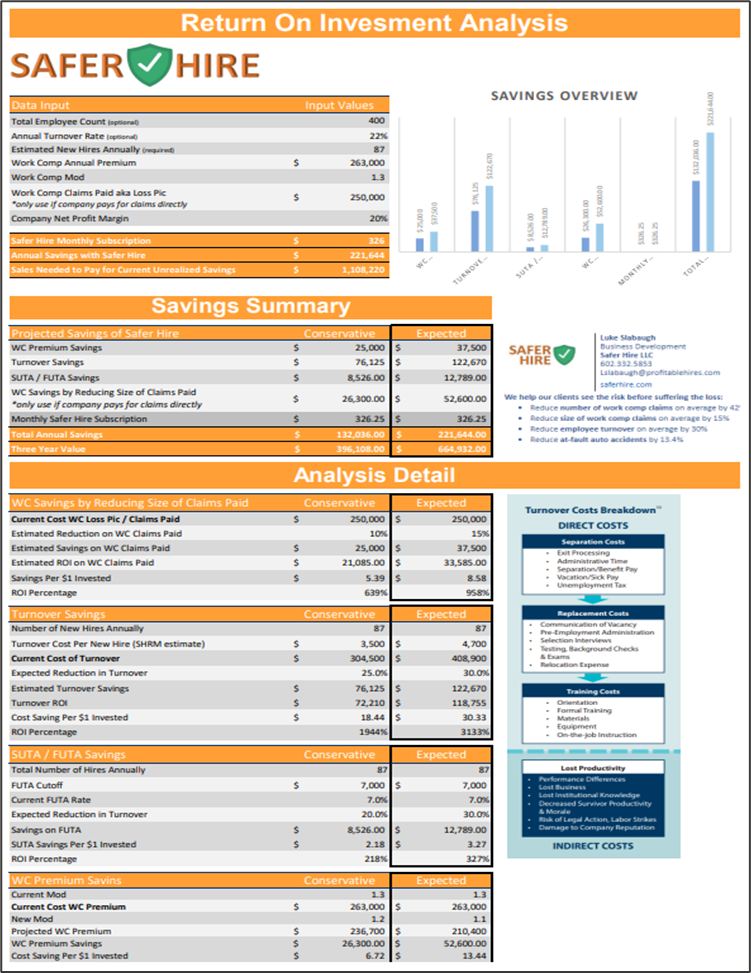 Return On Invesment Analysis
SAFER HIRE
Data Input Input Values
Total Employee Count (optional) 400
Annual Turnover Rate (optional) 22%
Estimated New Hires Annually (required) 87
Work Comp Annual Premium $ 263,000
Work Comp Mod 1.3
Work Comp Claims Paid aka Loss Pic
*only use if company pays for claims directly $ 250,000
Company Net Profit Margin 20%
Safer Hire Monthly Subscription $ 326
Annual Savings with Safer Hire $ 221,644
Sales Needed to Pay for Current Unrealized Savings $ 1,108,220
SAVINGS OVERVIEW
$25,000 $37,500 $76,125 $122,670 $8,526.00 $12,789.00 $26,300.00 $52,600.00 $326.25 $326.25 $132,036.00 $221,644.00
WC... TURNOVE... SUTA /... WC... MONTHLY... TOTAL...
Savings Summary
Projected Savings of Safer Hire Conservative Expected
WC Premium Savings $ 25,000 $ 37,500
Turnover Savings $ 76,125 $ 122,670
SUTA / FUTA Savings $ 8,526.00 $ 12,789.00
WC Savings by Reducing Size of Claims Paid
*only use if company pays for claims directly $ 26,300.00 $ 52,600.00
Monthly Safer Hire Subscription $ 326.25 $ 326.25
Total Annual Savings $ 132,036.00 $ 221,644.00
Three Year Value $ 396,108.00 $ 664,932.00
SAFER HIRE
Luke Slabaugh
Business Development
Safer Hire LLC
602.332.5853
Lslabaugh@profitablehires.com
saferhire.com
We help our clients see the risk before suffering the loss:
• Reduce number of work comp claims on average by 42
• Reduce size of work comp claims on average by 15%
• Reduce employee turnover on average by 30%
• Reduce at-fault auto accidents by 13.4%
Analysis Detail
WC Savings by Reducing Size of Claims Paid Conservative Expected
Current Cost WC Loss Pic / Claims Paid $ 250,000 $ 250,000
Estimated Reduction on WC Claims Paid 10% 15%
Estimated Savings on WC Claims Paid $ 25,000 $ 37,500
Estimated ROI on WC Claims Paid $ 21,085.00 $ 33,585.00
Savings Per $1 Invested $ 5.39 $ 8.58
ROI Percentage 639% 958%
Turnover Savings Conservative Expected
Number of New Hires Annually 87 87
Turnover Cost Per New Hire (SHRM estimate) $ 3,500 $ 4,700
Current Cost of Turnover $ 304,500 $ 408,900
Expected Reduction in Turnover 25.0% 30.0%
Estimated Turnover Savings $ 76,125 $ 122,670
Turnover ROI $ 72,210 $ 118,755
Cost Saving Per $1 Invested $ 18.44 $ 30.33
ROI Percentage 1944% 3133%
SUTA / FUTA Savings Conservative Expected
Total Number of Hires Annually 87 87
FUTA Cutoff $ 7,000 $ 7,000
Current FUTA Rate 7.0% 7.0%
Expected Reduction in Turnover 20.0% 30.0%
Savings on FUTA $ 8,526.00 $ 12,789.00
SUTA Savings Per $1 Invested $ 2.18 $ 3.27
ROI Percentage 218% 327%
WC Premium Savins Conservative Expected
Current Mod 1.3 1.3
Current Cost WC Premium $ 263,000 $ 263,000
New Mod 1.2 1.1
Projected WC Premium $ 236,700 $ 210,400
WC Premium Savings $ 26,300.00 $ 52,600.00
Cost Saving Per $1 Invested $ 6.72 $ 13.44
Turnover Costs Breakdown
DIRECT COSTS
Separation Costs
• Exit Processing
• Administrative Time
• Separation/Benefit Pay
• Vacation/Sick Pay
• Unemployment Tax
Replacement Costs
• Communication of Vacancy
• Pre-Employment Administration
• Selection Interviews
• Testing, Background Checks
& Exams
• Relocation Expense
Training Costs
• Orientation
• Formal Training
• Materials
• Equipment
• On-the-job Instruction
Lost Productivity
• Performance Differences
• Lost Business
• Lost Institutional Knowledge
• Decreased Survivor Productivity
& Morale
• Risk of Legal Action, Labor Strikes
• Damage to Company Reputation
INDIRECT COSTS